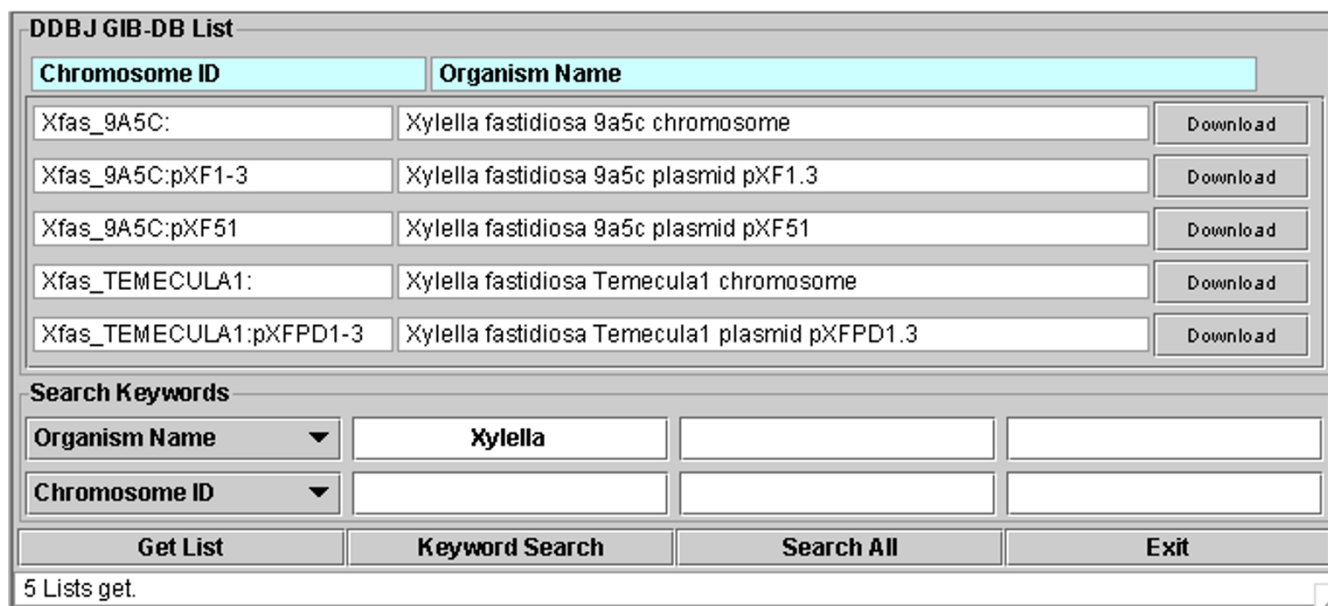 DDBJ GIB-DB List
Chromosome ID Organism Name
Xfas_9A5C: Xylella fastidiosa 9a5c chromosome Download
Xfas_9A5C:pXF1-3 Xylella fastidiosa 9a5c plasmid pXF1.3 Download
Xfas_9A5C:pXF51 Xylella fastidiosa 9a5c plasmid pXF51 Download
Xfas_TEMECULA1: Xylella fastidiosa Temecula1 chromosome Download
Xfas_TEMECULA1:pXFPD1-3 Xylella fastidiosa Temecula1 plasmid pXFPD1.3 Download
Search Keywords
Organism Name Xylella
Chromosome ID
Get List Keyword Search Search All Exit
5 Lists get.